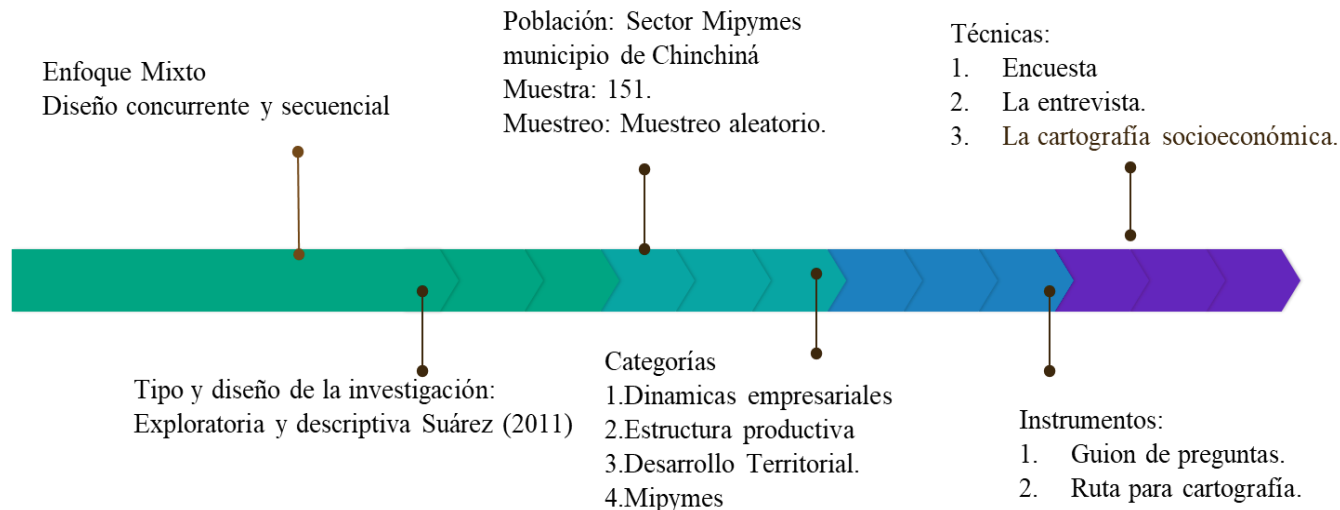 Enfoque Mixto
Diseño concurrente y secuencial
Tipo y diseño de la investigación:
Exploratoria y descriptiva Suárez (2011)
Población: Sector Mipymes
municipio de Chinchiná
Muestra: 151.
Muestreo: Muestreo aleatorio.
Categorías
1.Dinamicas empresariales
2.Estructura productiva
3.Desarrollo Territorial.
4.Mipymes
Técnicas:
1. Encuesta
2. La entrevista.
3. La cartografía socioeconómica.
Instrumentos:
1. Guion de preguntas.
2. Ruta para cartografía.